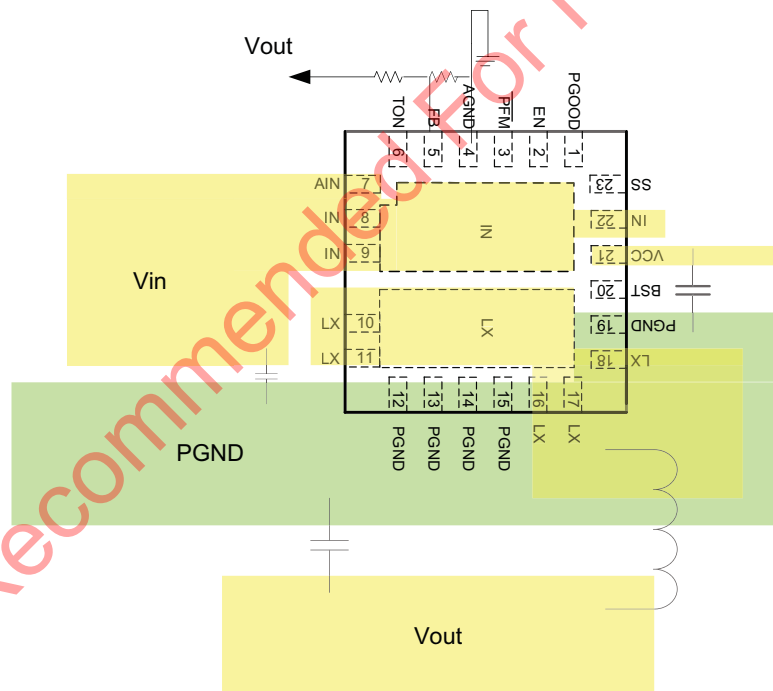 Vout
TON
FB
AGND
PFM
EN
PGOOD
6
5
4
3
2
1
AIN 7
IN 8
IN 9
LX 10
LX 11
IN
LX
23 SS
22 IN
21 VCC
20 BST
19 PGND
18 LX
12
13
14
15
16
17
PGND
PGND
PGND
PGND
LX
LX
Vin
PGND
Vout
Recommended For